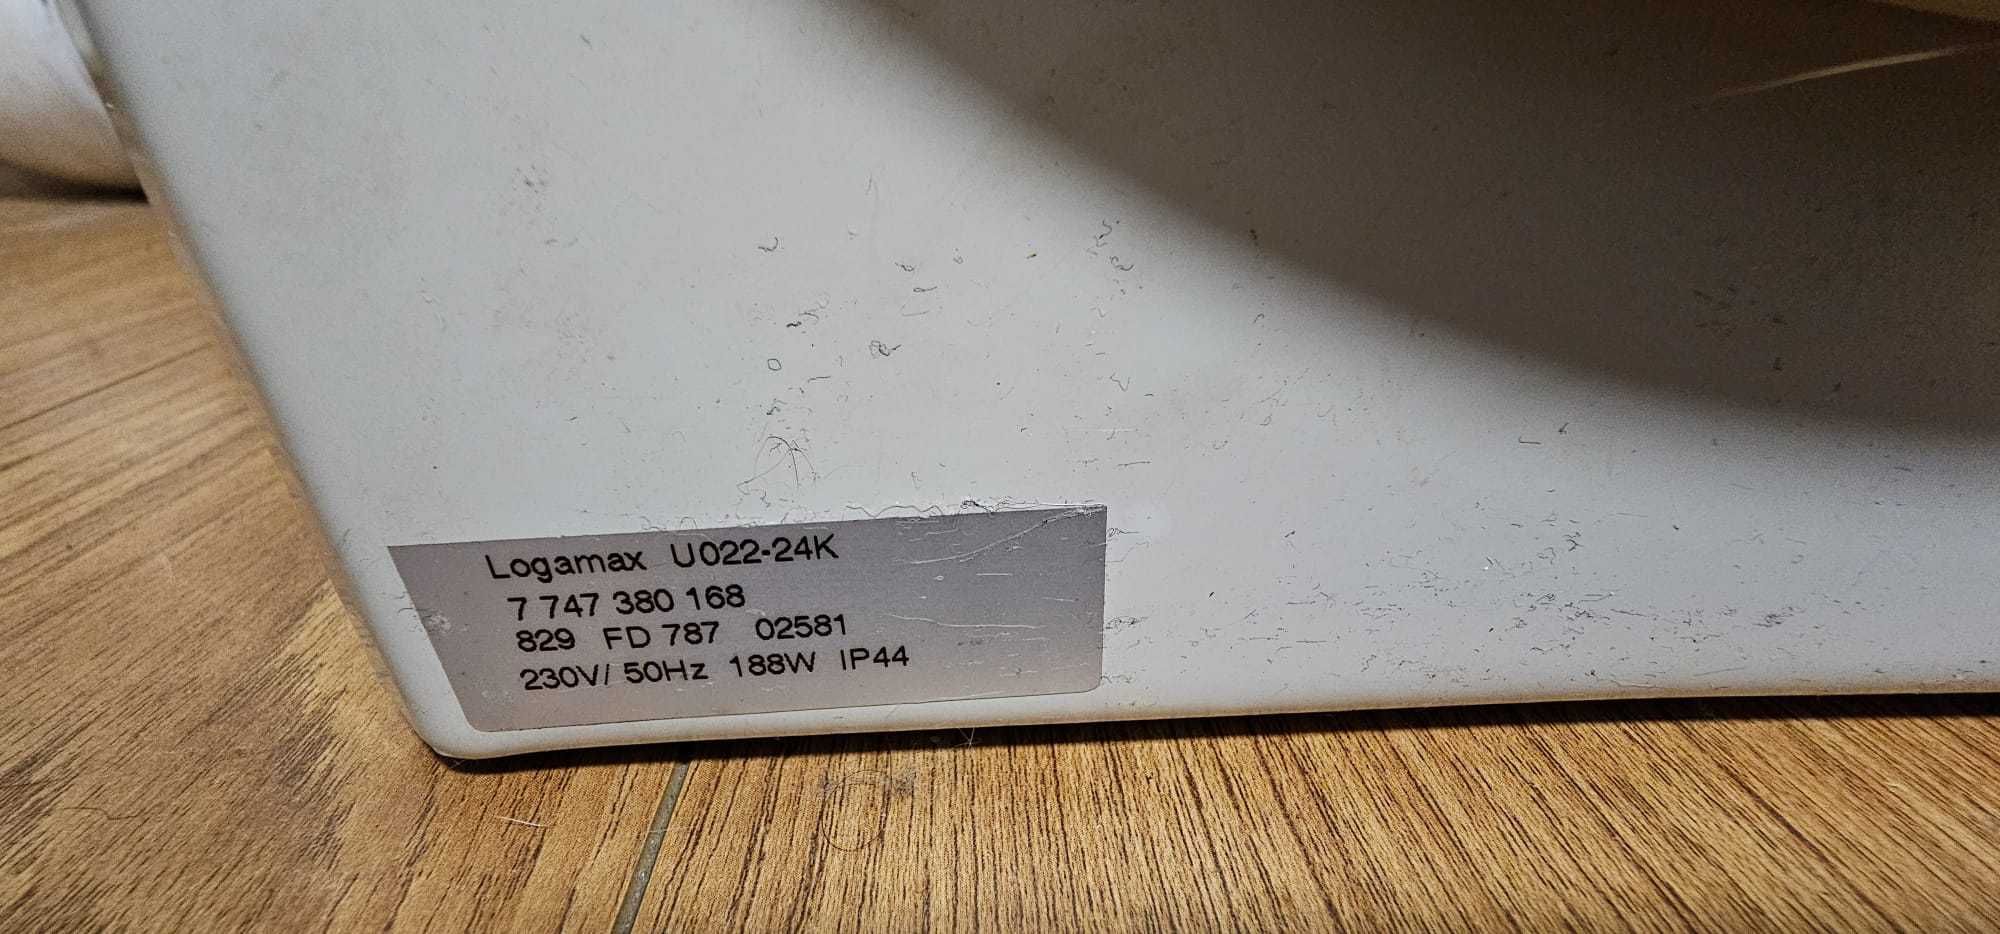 Logamax U022-24K
7 747 380 168
829 FD 787 02581
230V/ 50Hz 188W IP44